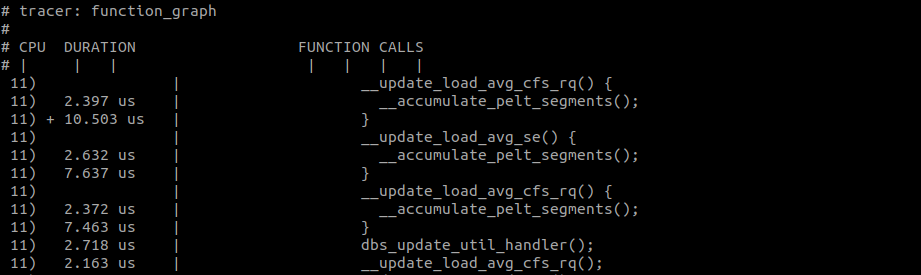 # tracer: function_graph
#
# CPU  DURATION                  FUNCTION CALLS
# |     |   |                     |   |   |   |
 11)               |                    __update_load_avg_cfs_rq() {
 11)   2.397 us    |                      __accumulate_pelt_segments();
 11) + 10.503 us   |                    }
 11)               |                    __update_load_avg_se() {
 11)   2.632 us    |                      __accumulate_pelt_segments();
 11)   7.637 us    |                    }
 11)               |                    __update_load_avg_cfs_rq() {
 11)   2.372 us    |                      __accumulate_pelt_segments();
 11)   7.463 us    |                    }
 11)   2.718 us    |                    dbs_update_util_handler();
 11)   2.163 us    |                    __update_load_avg_cfs_rq();